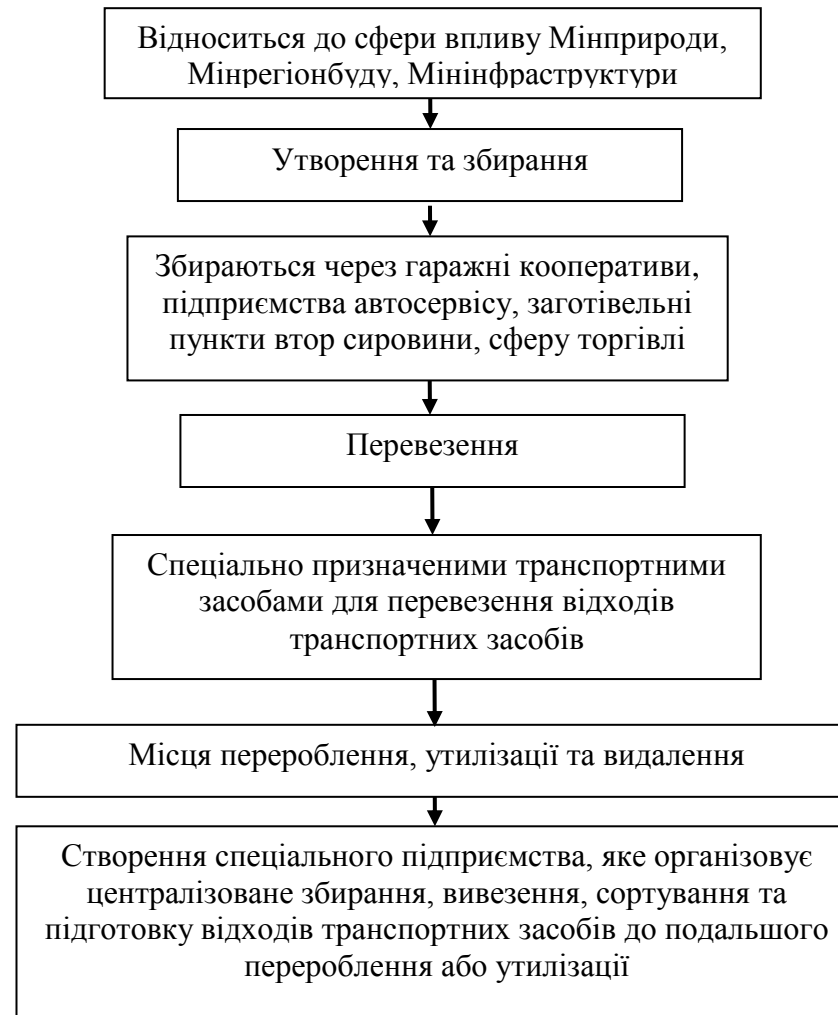 Відноситься до сфери впливу Мінприроди,
Мінрегіонбуду, Мінінфраструктури
Утворення та збирання
Збираються через гаражні кооперативи,
підприємства автосервісу, заготівельні
пункти втор сировини, сферу торгівлі
Перевезення
Спеціально призначеними транспортними
засобами для перевезення відходів
транспортних засобів
Місця перероблення, утилізації та видалення
Створення спеціального підприємства, яке організовує
централізоване збирання, вивезення, сортування та
підготовку відходів транспортних засобів до подальшого
перероблення або утилізації